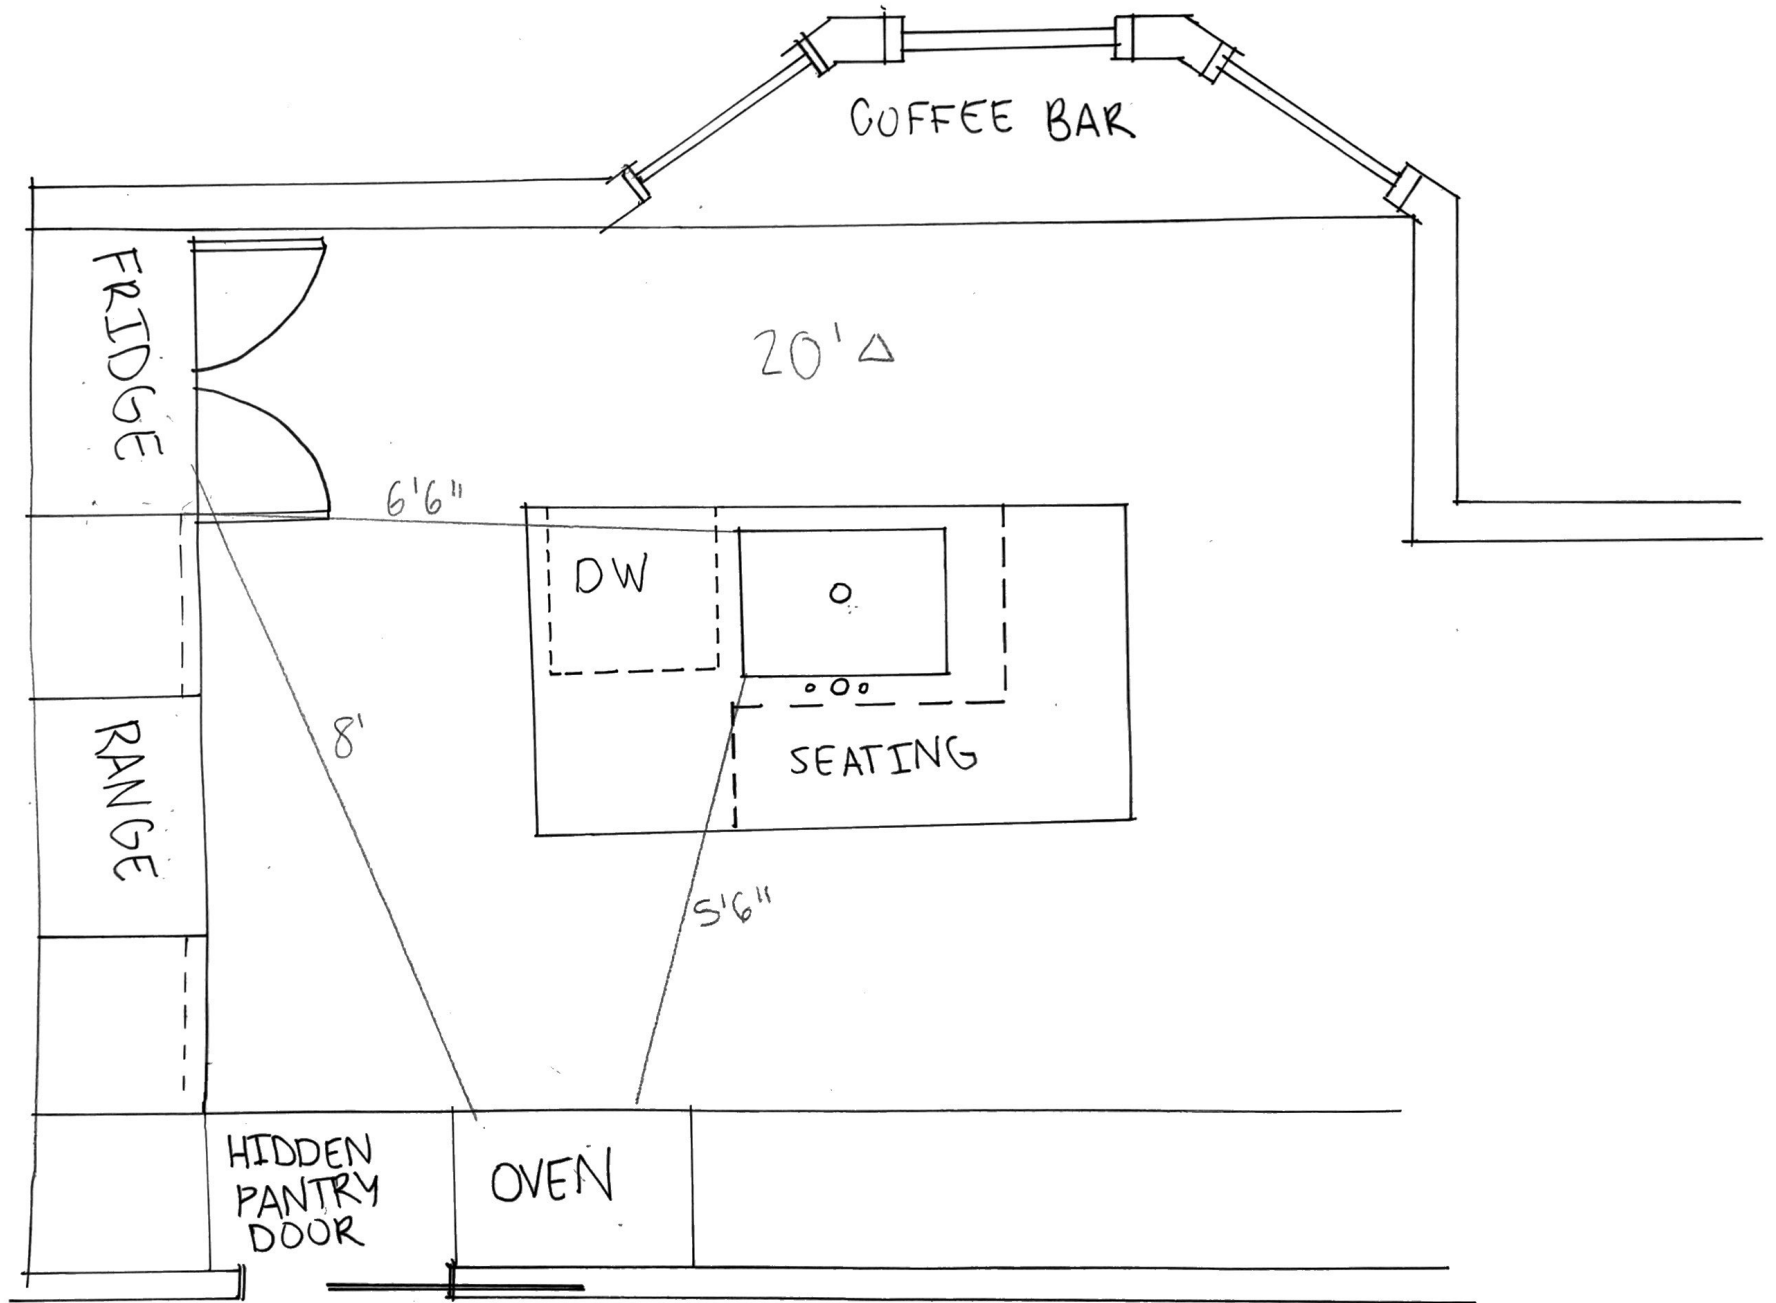 COFFEE BAR
FRIDGE
20' △
6'6"
DW
8'
RANGE
SEATING
5'6"
HIDDEN
PANTRY
DOOR
OVEN